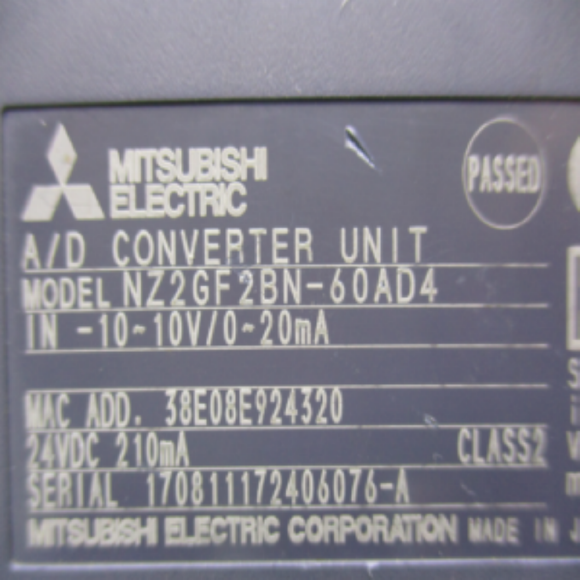 MITSUBISHI
ELECTRIC
PASSED
A/D CONVERTER UNIT
MODEL NZ2GF2BN-60AD4
IN -10~10V/0~20mA
MAC ADD. 38E08E924320
24VDC 210mA CLASS2
SERIAL 170811172406076-A
MITSUBISHI ELECTRIC CORPORATION MADE IN J